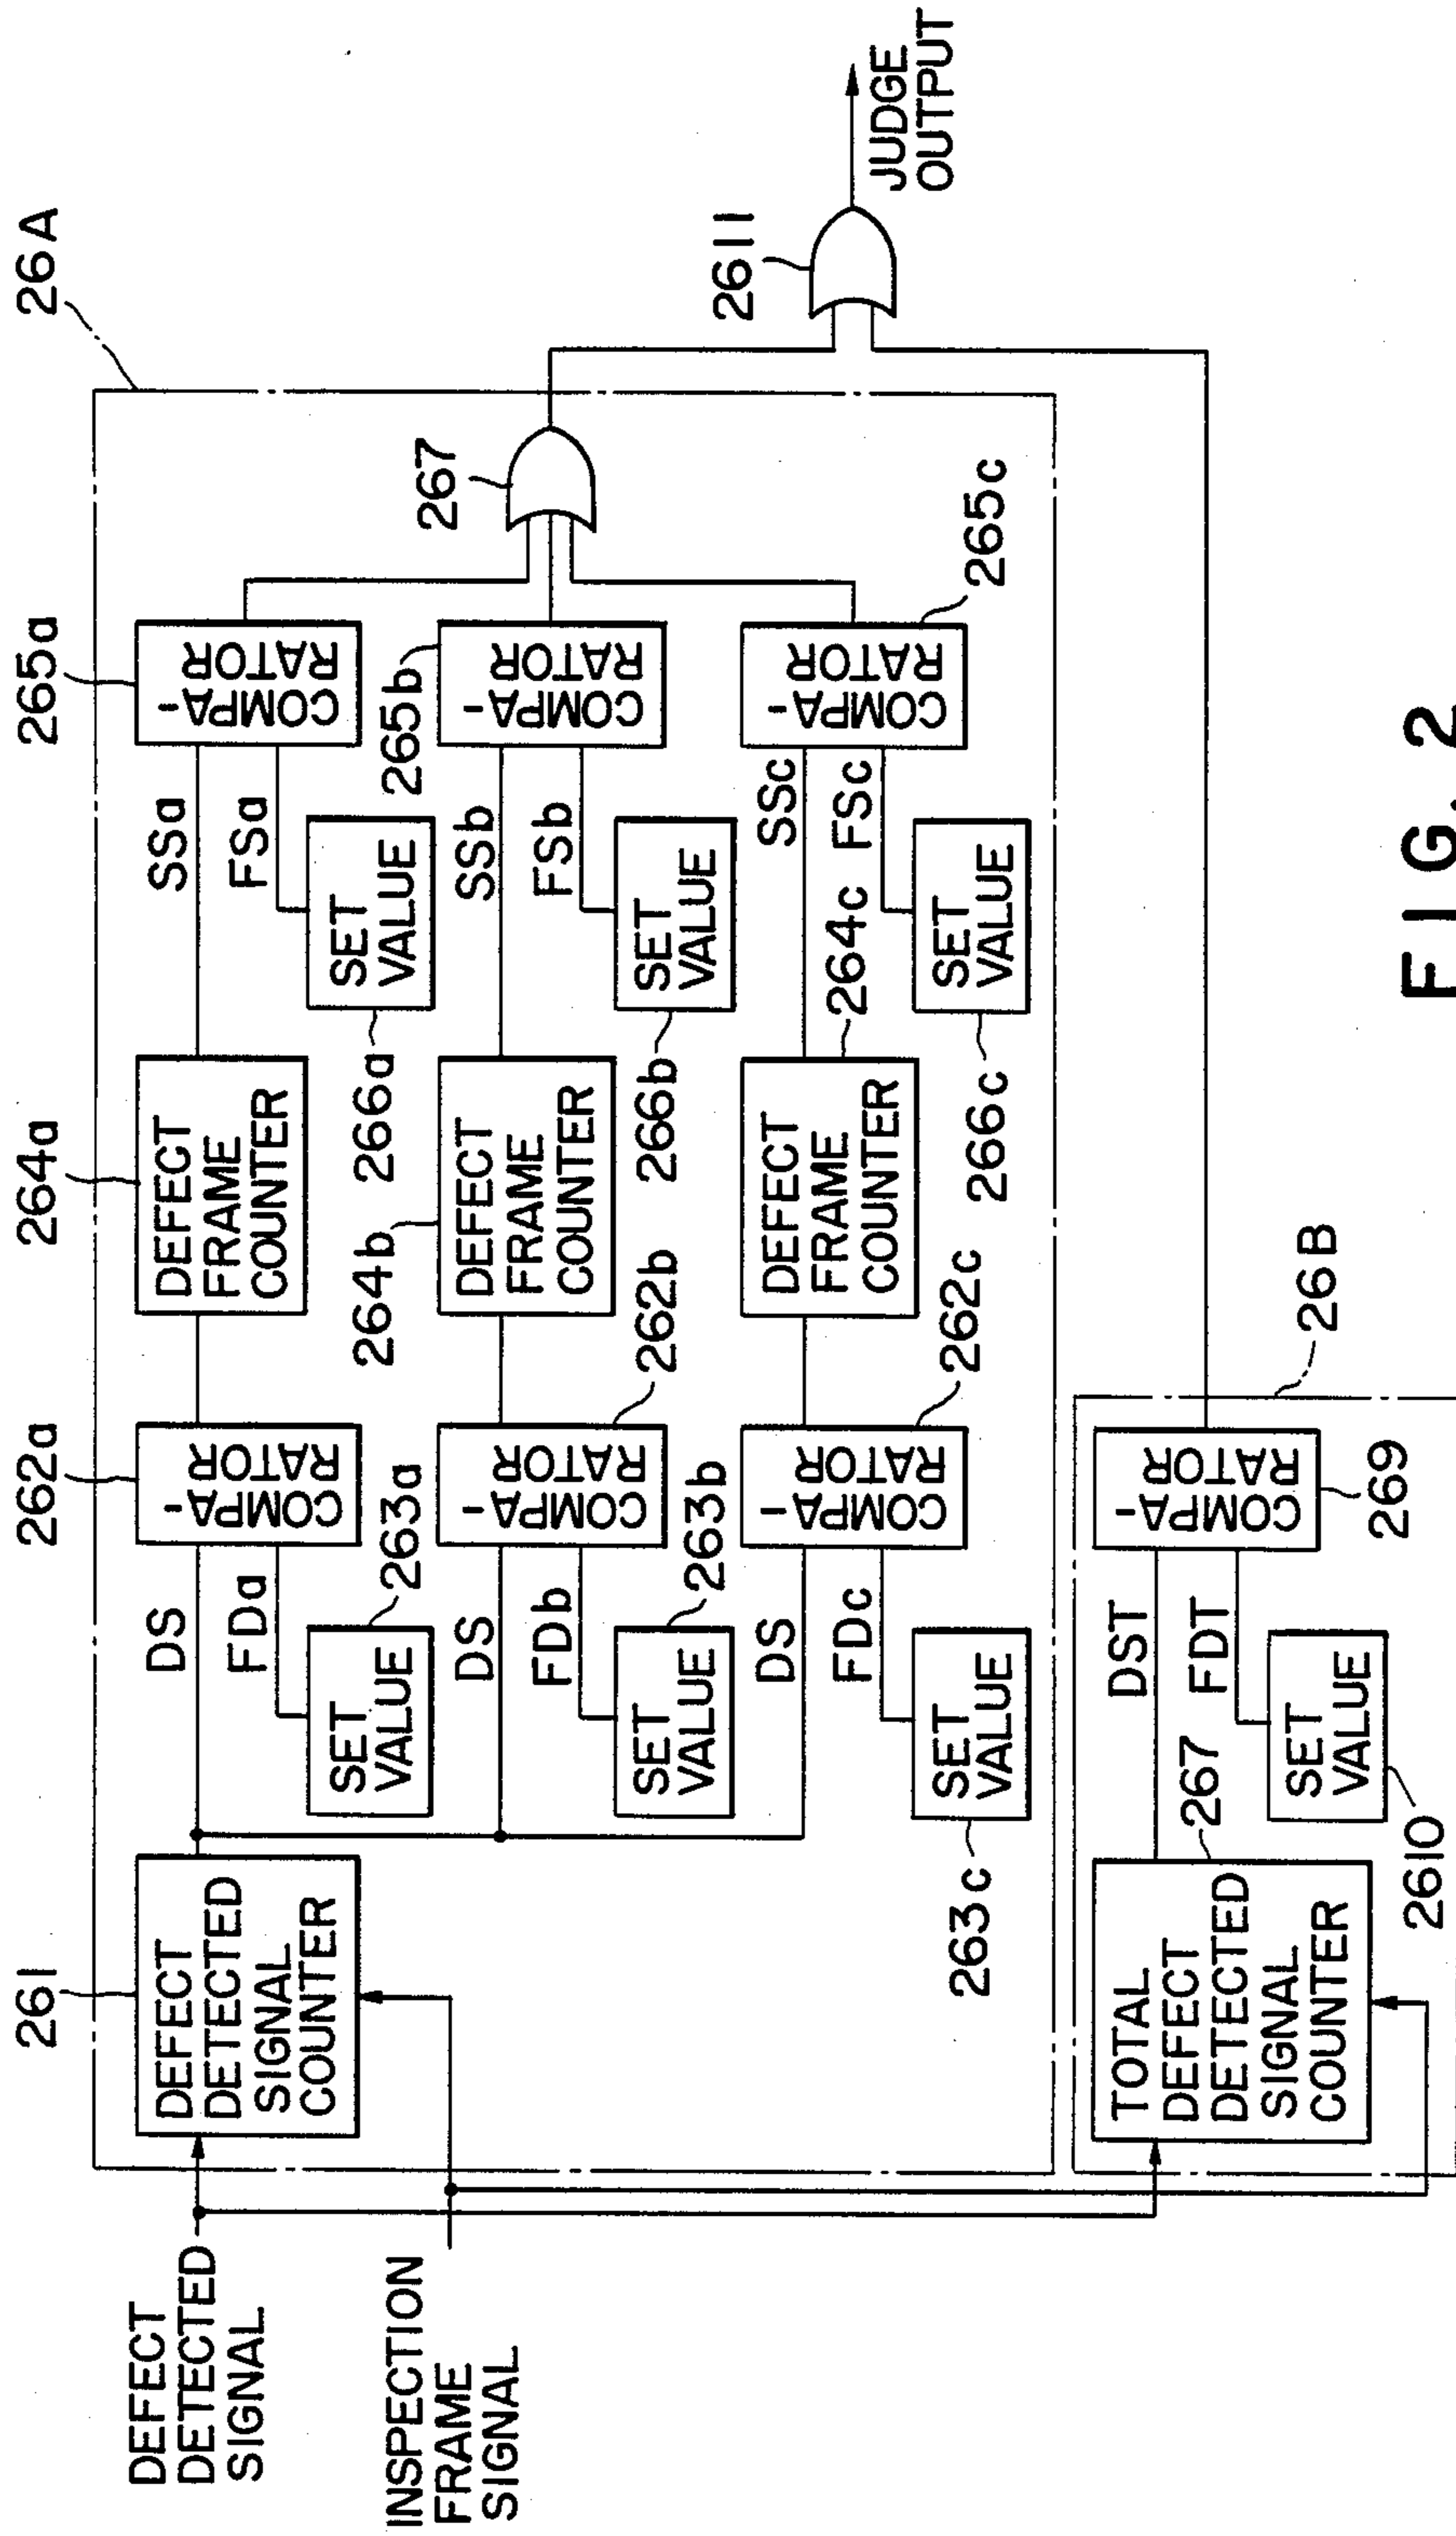 26A
261
262a
264a
265a
DEFECT
DETECTED
SIGNAL
DEFECT
DETECTED
SIGNAL
COUNTER
DS
COMPA-
RATOR
DEFECT
FRAME
COUNTER
SSa
COMPA-
RATOR
FDa
SET
VALUE
263a
FSa
SET
VALUE
266a
267
2611
JUDGE
OUTPUT
INSPECTION
FRAME
SIGNAL
DS
COMPA-
RATOR
262b
264b
DEFECT
FRAME
COUNTER
SSb
265b
COMPA-
RATOR
FDb
SET
VALUE
263b
FSb
SET
VALUE
266b
DS
COMPA-
RATOR
262c
DEFECT
FRAME
COUNTER
264c
SSc
COMPA-
RATOR
265c
FDc
SET
VALUE
263c
FSc
SET
VALUE
266c
TOTAL
DEFECT
DETECTED
SIGNAL
COUNTER
267
DST
COMPA-
RATOR
269
FDT
SET
VALUE
2610
26B
FIG. 2